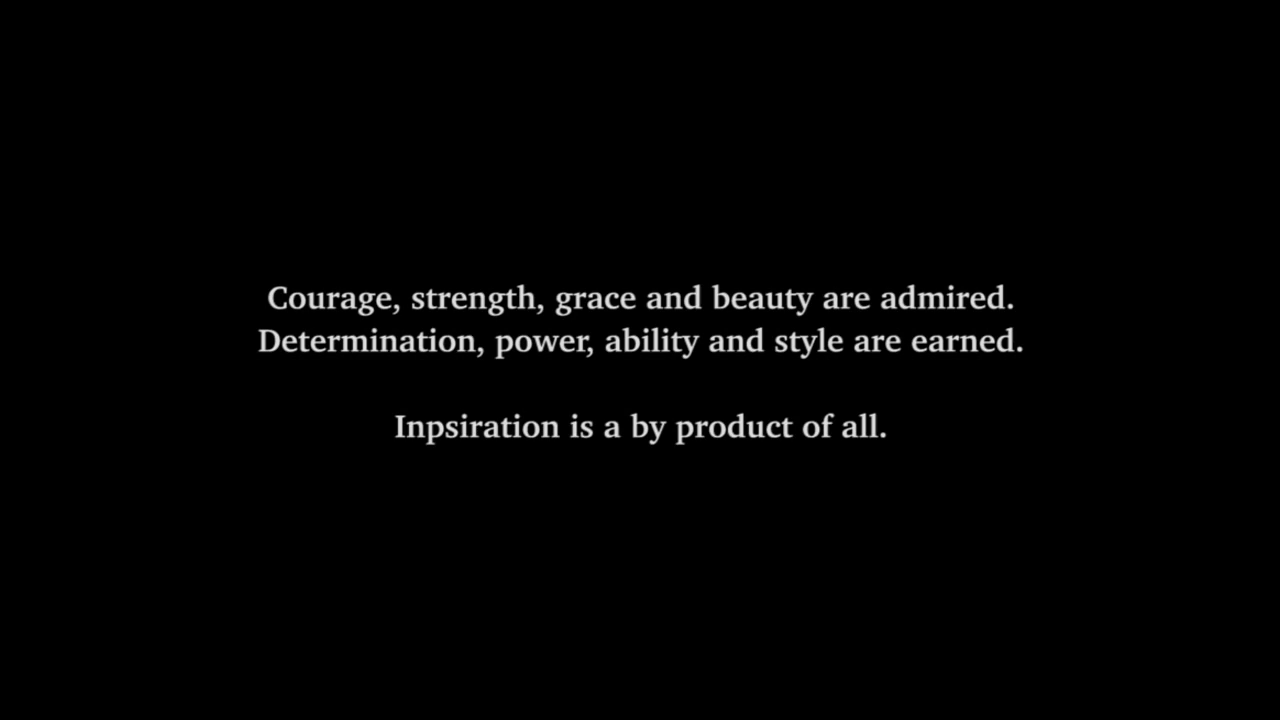 Courage, strength, grace and beauty are admired.
Determination, power, ability and style are earned.
Inpsiration is a by product of all.